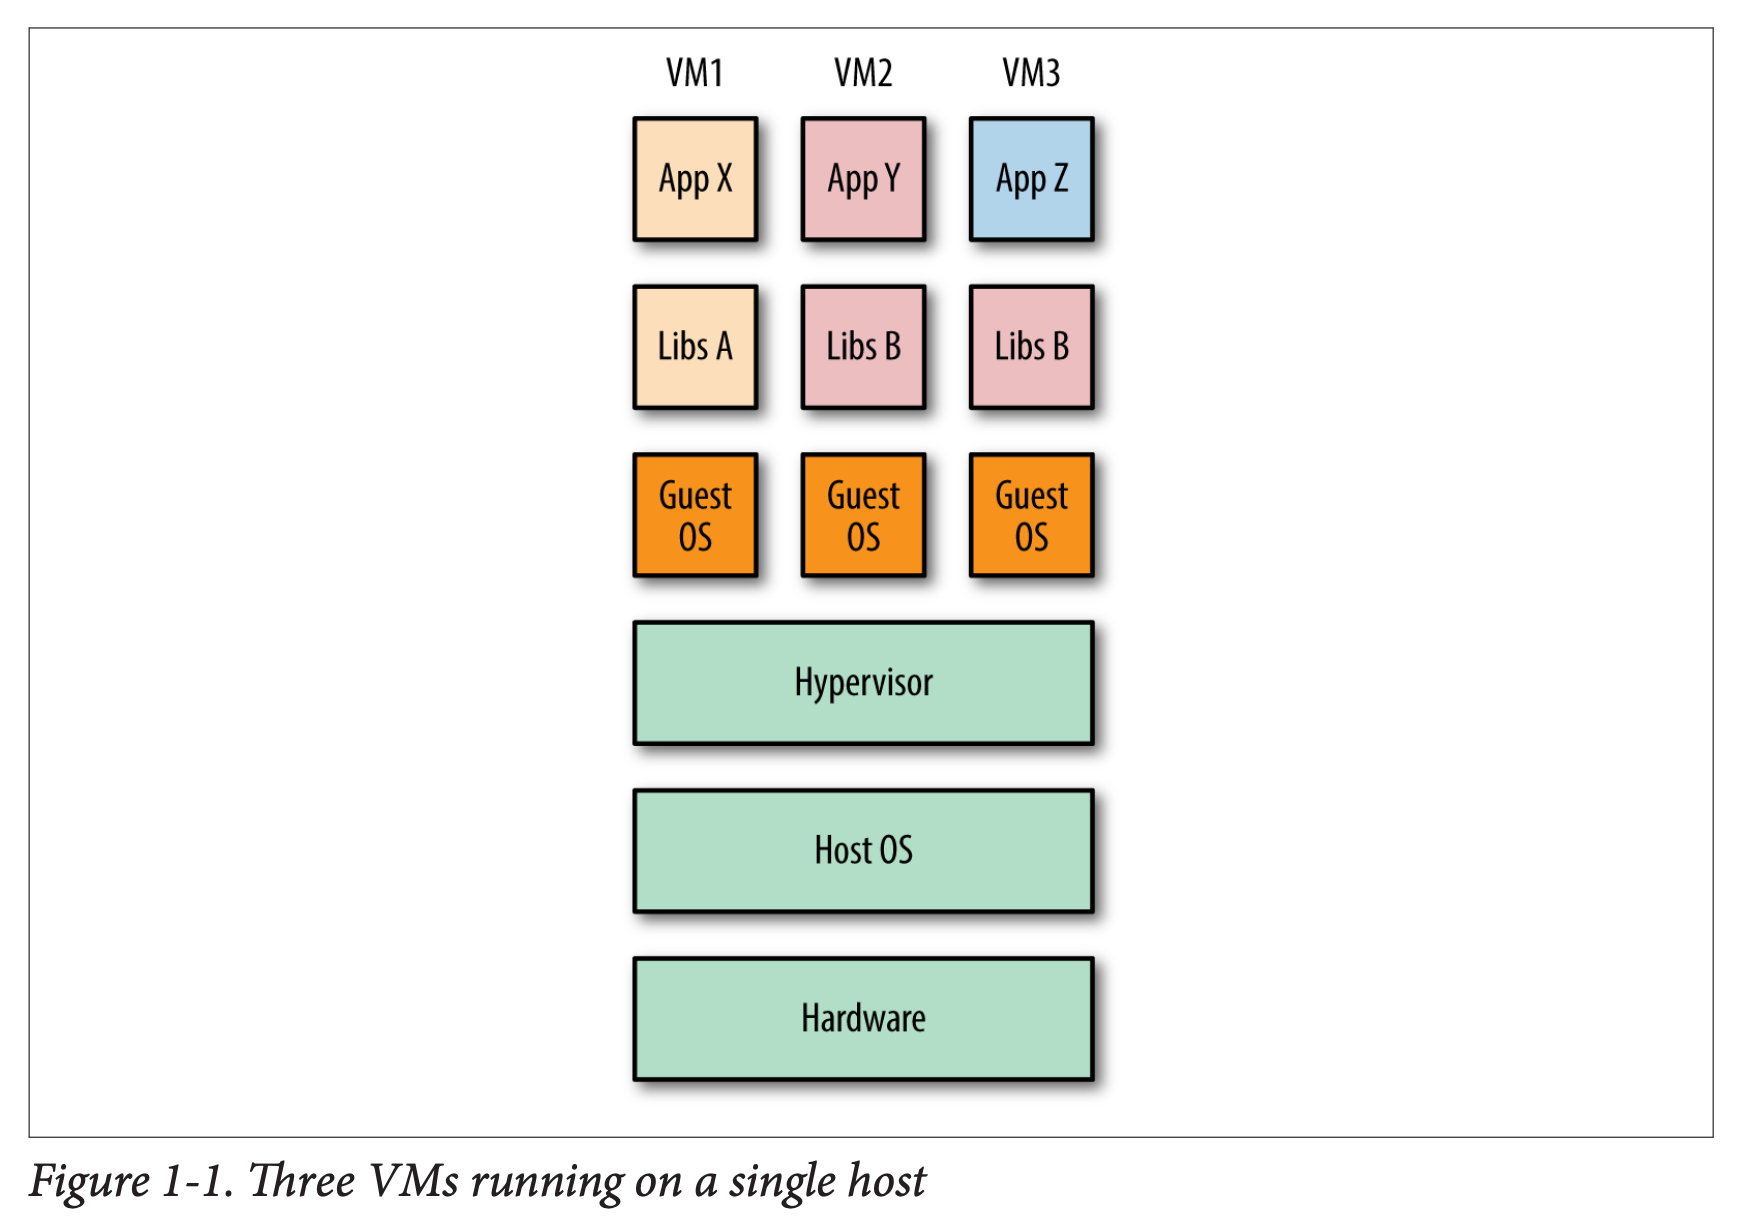 VM1 VM2 VM3
App X App Y App Z
Libs A Libs B Libs B
Guest Guest Guest
OS OS OS
Hypervisor
Host OS
Hardware
Figure 1-1. Three VMs running on a single host